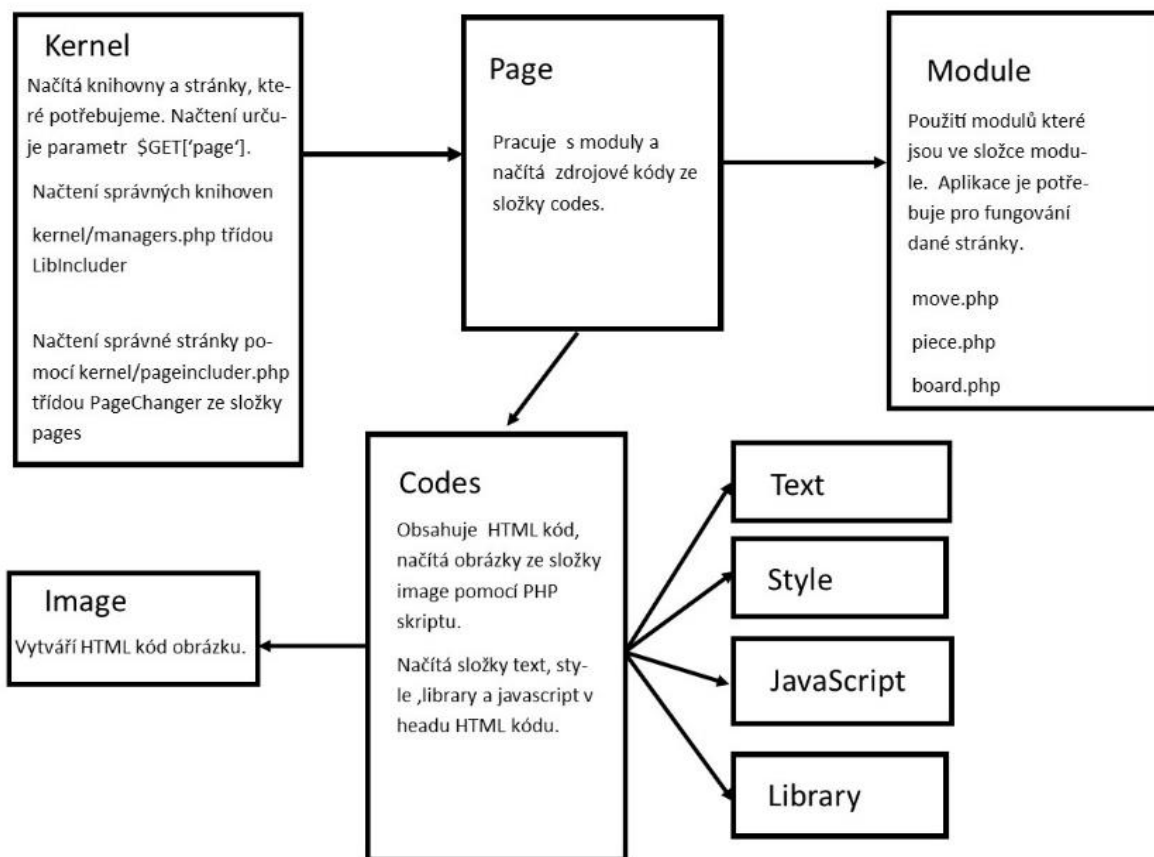 Kernel
Načítá knihovny a stránky, kte-
ré potřebujeme. Načtení urču-
je parametr $GET[‘page‘].
Načtení správných knihoven
kernel/managers.php třídou
LibIncluder
Načtení správné stránky po-
mocí kernel/pageincluder.php
třídou PageChanger ze složky
pages
Page
Pracuje s moduly a
načítá zdrojové kódy ze
složky codes.
Module
Použití modulů které
jsou ve složce modu-
le. Aplikace je potře-
buje pro fungování
dané stránky.
move.php
piece.php
board.php
Codes
Obsahuje HTML kód,
načítá obrázky ze složky
image pomocí PHP
skriptu.
Načítá složky text, sty-
le ,library a javascript v
headu HTML kódu.
Image
Vytváří HTML kód obrázku.
Text
Style
JavaScript
Library